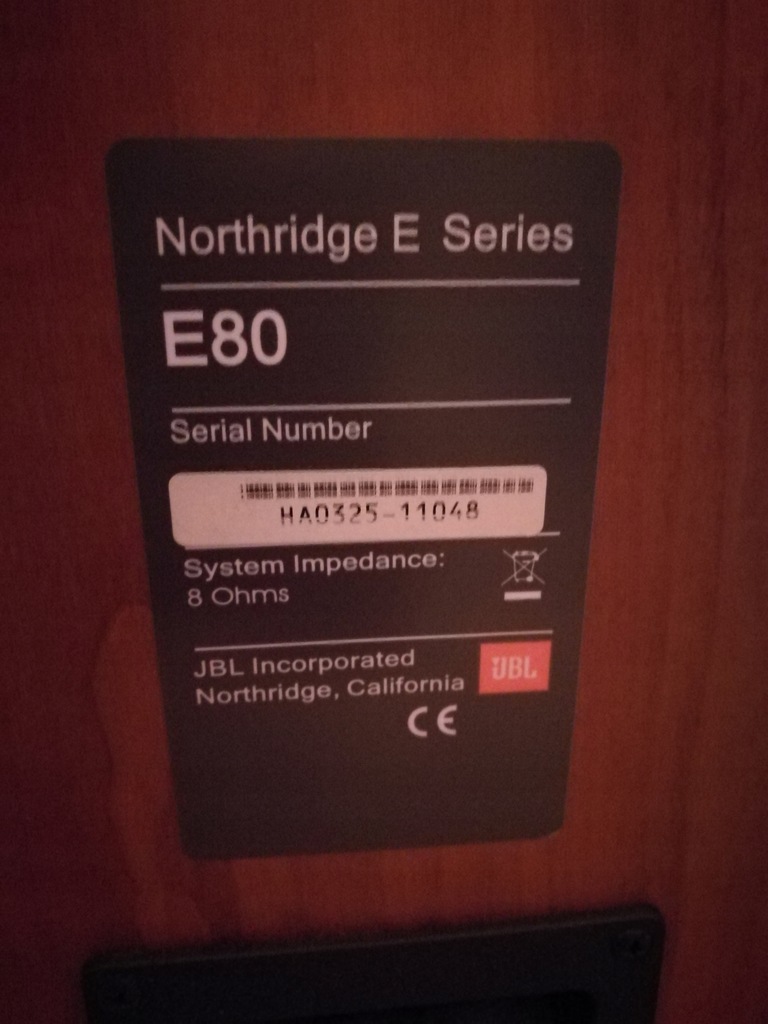 Northridge E Series
E80
Serial Number
HA0325-11048
System Impedance:
8 Ohms
JBL Incorporated
Northridge, California
JBL
CE